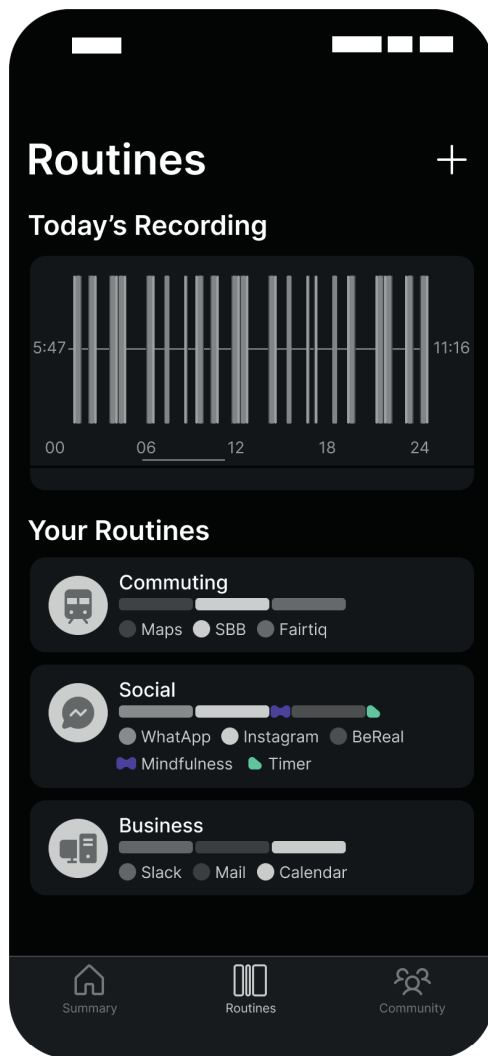 Routines
Today’s Recording
5:47 11:16
00 06 12 18 24
Your Routines
Commuting
Maps SBB Fairtiq
Social
WhatApp Instagram BeReal
Mindfulness Timer
Business
Slack Mail Calendar
Summary Routines Community